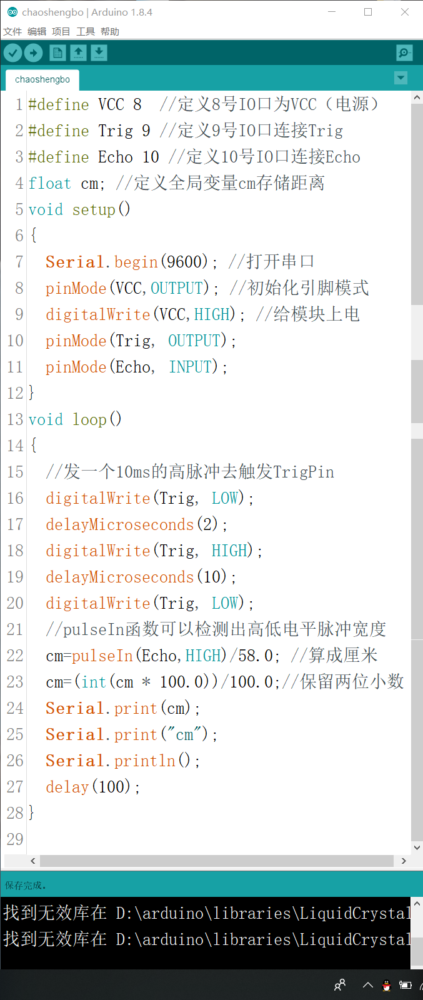 chaoshengbo | Arduino 1.8.4
文件 编辑 项目 工具 帮助
chaoshengbo
1 #define VCC 8  //定义8号IO口为VCC（电源）
2 #define Trig 9 //定义9号IO口连接Trig
3 #define Echo 10 //定义10号IO口连接Echo
4 float cm; //定义全局变量cm存储距离
5 void setup()
6 {
7   Serial.begin(9600); //打开串口
8   pinMode(VCC,OUTPUT); //初始化引脚模式
9   digitalWrite(VCC,HIGH); //给模块上电
10   pinMode(Trig, OUTPUT);
11   pinMode(Echo, INPUT);
12 }
13 void loop()
14 {
15   //发一个10ms的高脉冲去触发TrigPin
16   digitalWrite(Trig, LOW);
17   delayMicroseconds(2);
18   digitalWrite(Trig, HIGH);
19   delayMicroseconds(10);
20   digitalWrite(Trig, LOW);
21   //pulseIn函数可以检测出高低电平脉冲宽度
22   cm=pulseIn(Echo,HIGH)/58.0; //算成厘米
23   cm=(int(cm * 100.0))/100.0;//保留两位小数
24   Serial.print(cm);
25   Serial.print("cm");
26   Serial.println();
27   delay(100);
28 }
29
保存完成。
找到无效库在 D:\arduino\libraries\LiquidCrystal
找到无效库在 D:\arduino\libraries\LiquidCrystal